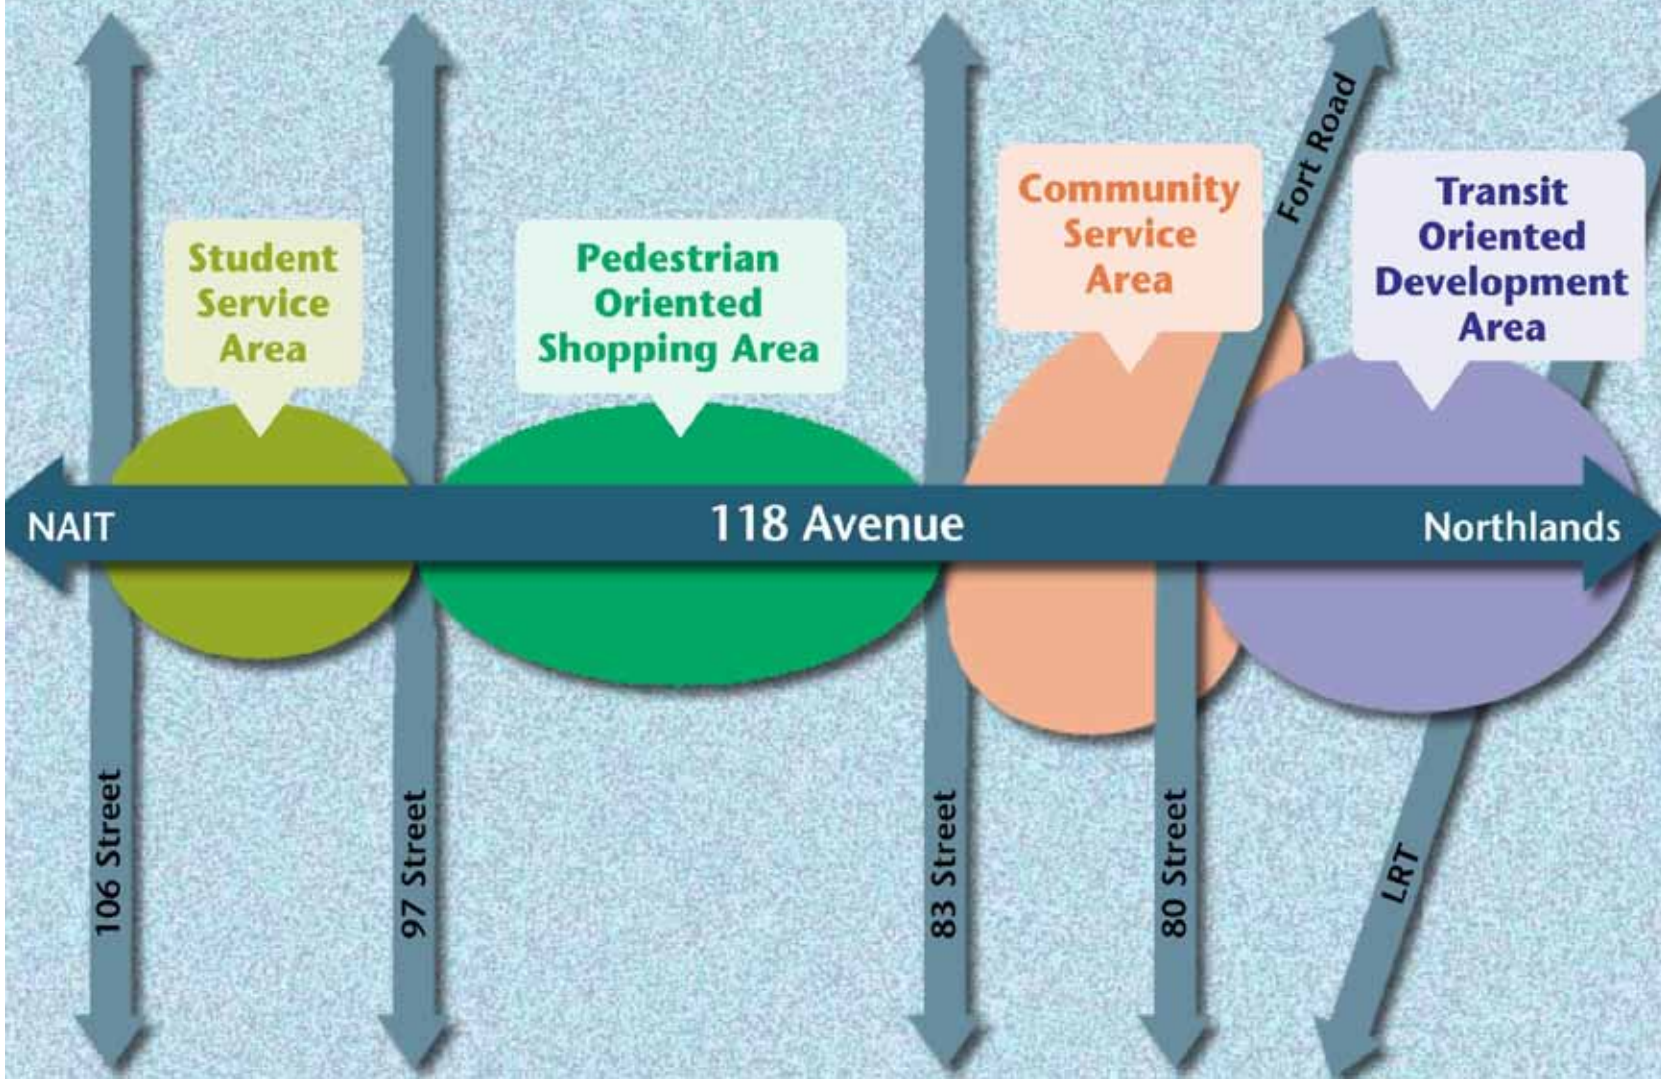 Fort Road
Student
Service
Area
Pedestrian
Oriented
Shopping Area
Community
Service
Area
Transit
Oriented
Development
Area
NAIT
118 Avenue
Northlands
106 Street
97 Street
83 Street
80 Street
LRT